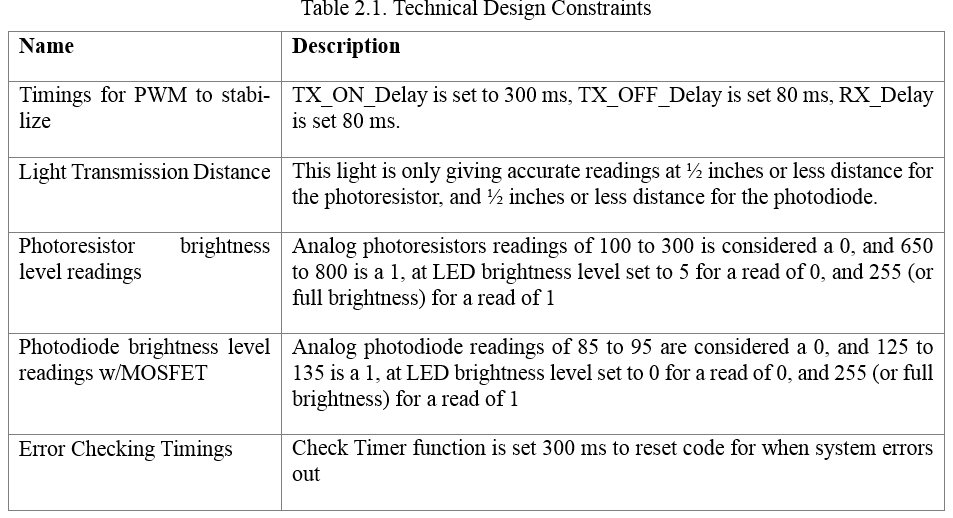 Table 2.1. Technical Design Constraints
Name
Description
Timings for PWM to stabi-
lize
TX_ON_Delay is set to 300 ms, TX_OFF_Delay is set 80 ms, RX_Delay
is set 80 ms.
Light Transmission Distance
This light is only giving accurate readings at ½ inches or less distance for
the photoresistor, and ½ inches or less distance for the photodiode.
Photoresistor brightness
level readings
Analog photoresistors readings of 100 to 300 is considered a 0, and 650
to 800 is a 1, at LED brightness level set to 5 for a read of 0, and 255 (or
full brightness) for a read of 1
Photodiode brightness level
readings w/MOSFET
Analog photodiode readings of 85 to 95 are considered a 0, and 125 to
135 is a 1, at LED brightness level set to 0 for a read of 0, and 255 (or full
brightness) for a read of 1
Error Checking Timings
Check Timer function is set 300 ms to reset code for when system errors
out